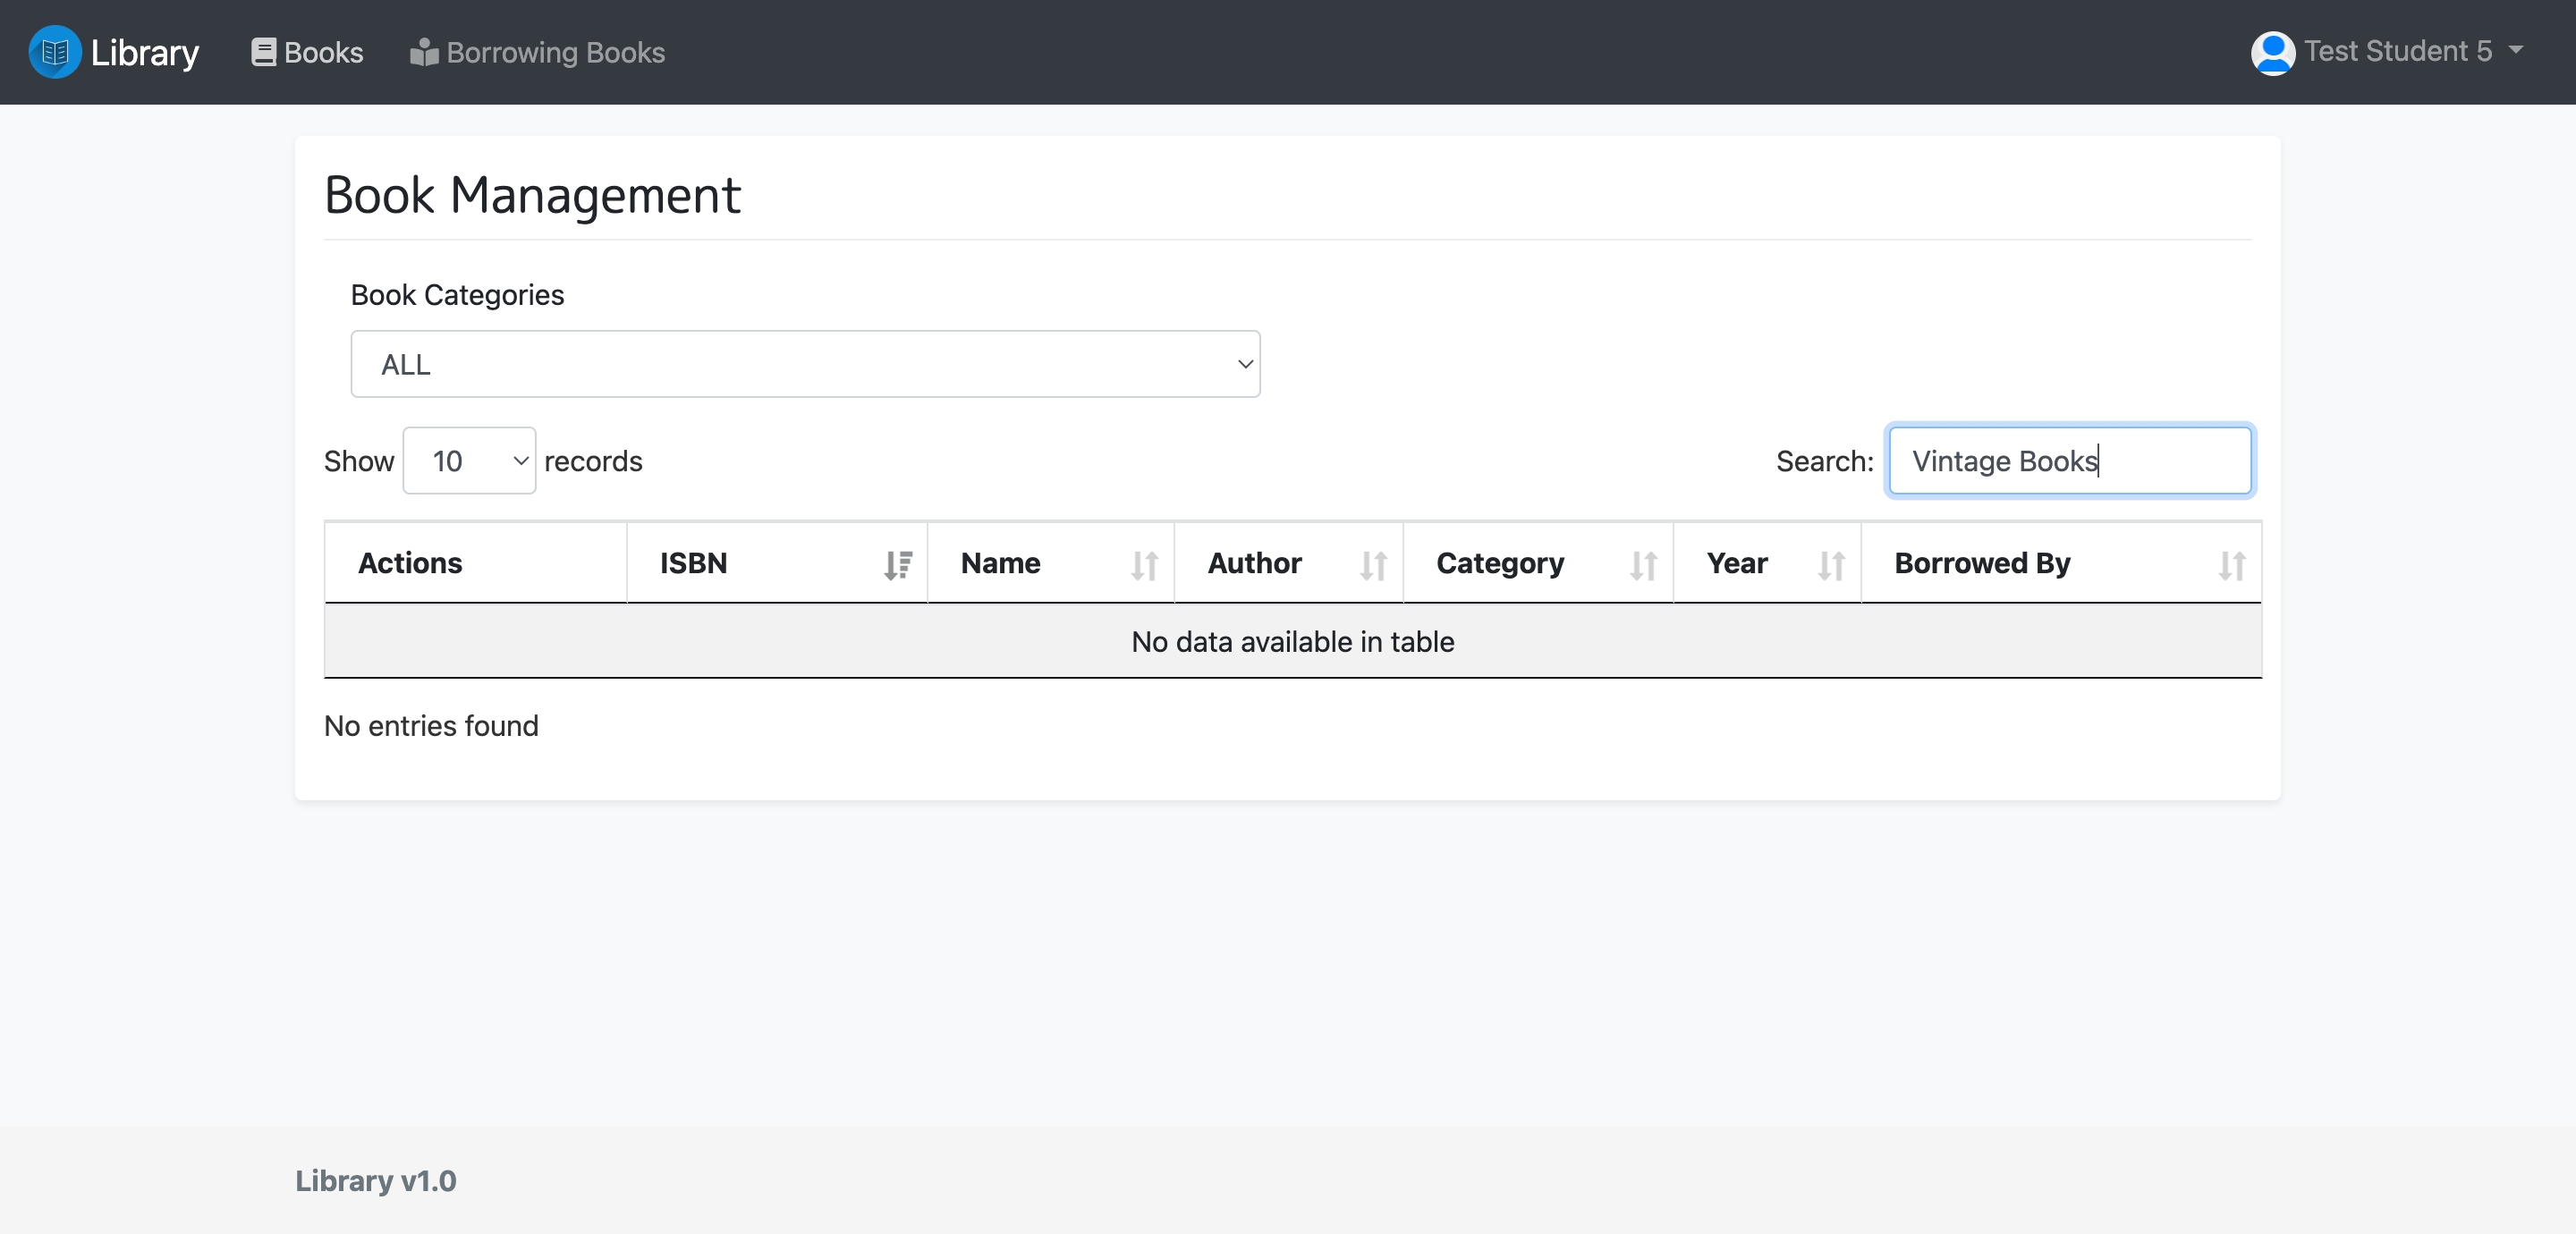 Library Books Borrowing Books Test Student 5
Book Management
Book Categories
ALL
Show 10 records Search: Vintage Books
Actions ISBN Name Author Category Year Borrowed By
No data available in table
No entries found
Library v1.0